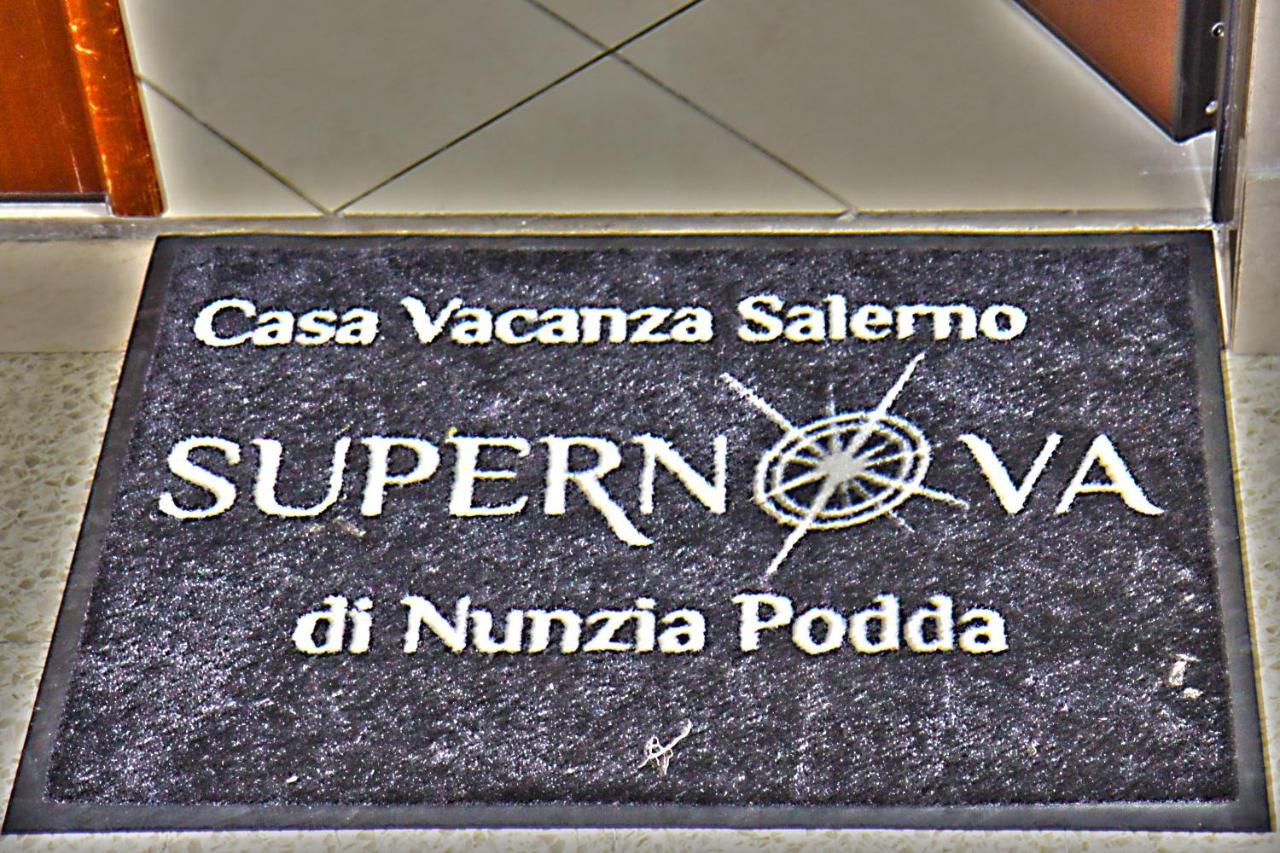 Casa Vacanza Salerno
SUPERNOVA
di Nunzia Podda